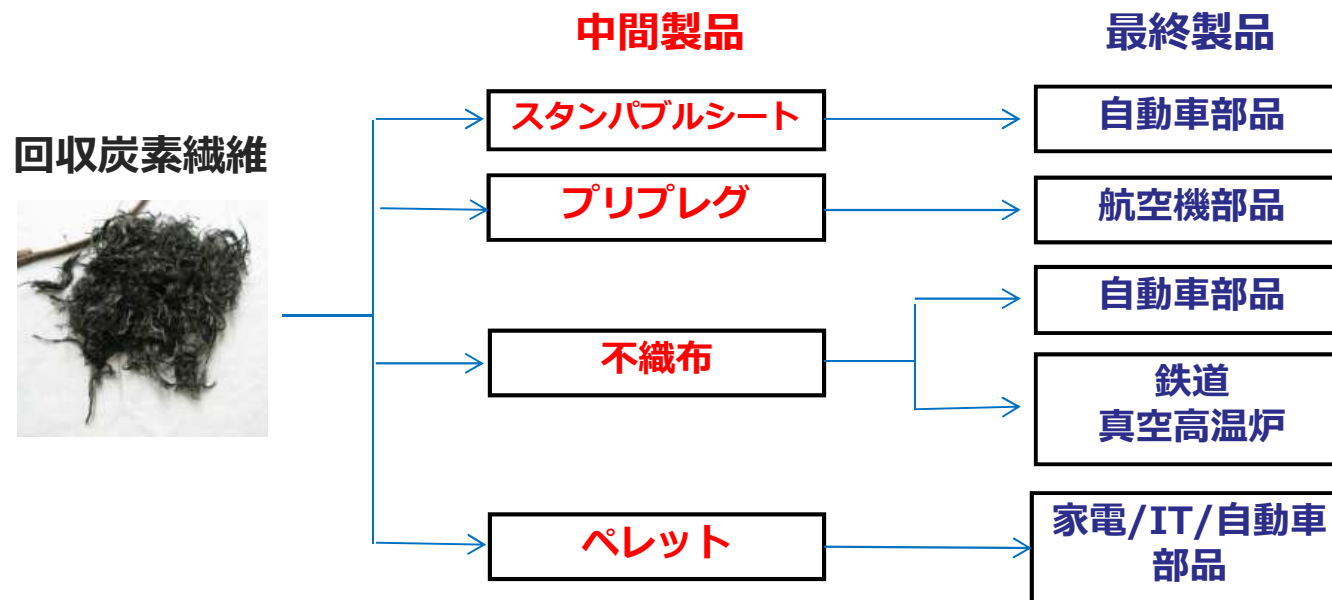 中間製品
最終製品
回収炭素繊維
スタンパブルシート
自動車部品
プリプレグ
航空機部品
不織布
自動車部品
鉄道
真空高温炉
ペレット
家電/IT/自動車
部品